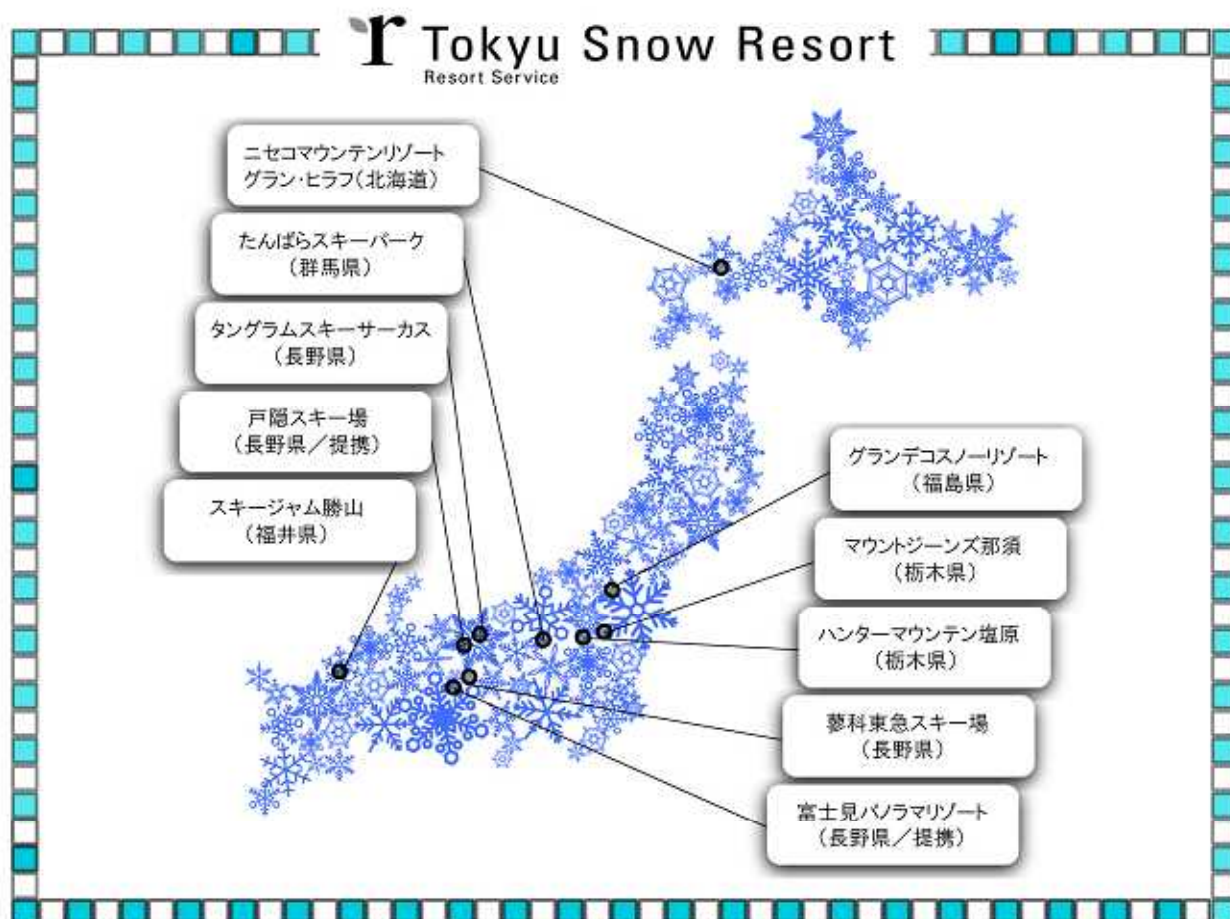 Tokyu Snow Resort
Resort Service
ニセコマウンテンリゾート
グラン・ヒラフ(北海道)
たんばらスキーパーク
(群馬県)
タングラムスキーサーカス
(長野県)
戸隠スキー場
(長野県／提携)
スキージャム勝山
(福井県)
グランデコスノーリゾート
(福島県)
マウントジーンズ那須
(栃木県)
ハンターマウンテン塩原
(栃木県)
蓼科東急スキー場
(長野県)
富士見パノラマリゾート
(長野県／提携)